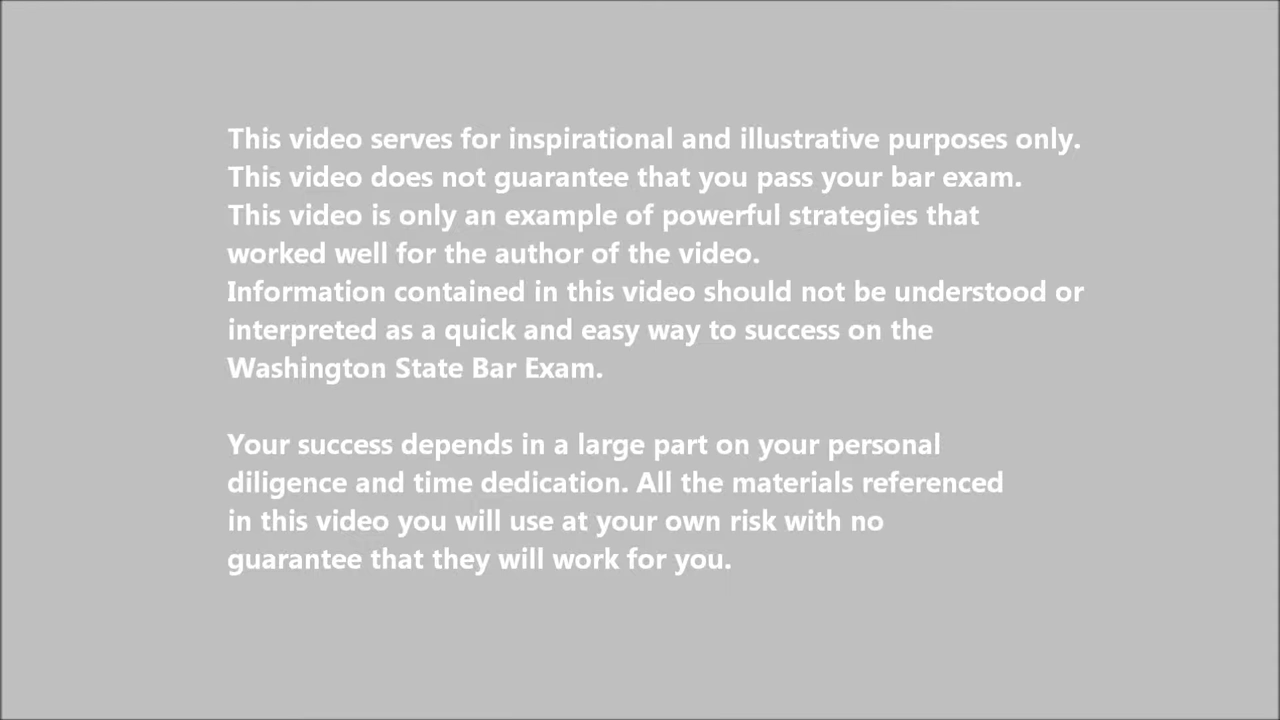 This video serves for inspirational and illustrative purposes only.
This video does not guarantee that you pass your bar exam.
This video is only an example of powerful strategies that
worked well for the author of the video.
Information contained in this video should not be understood or
interpreted as a quick and easy way to success on the
Washington State Bar Exam.
Your success depends in a large part on your personal
diligence and time dedication. All the materials referenced
in this video you will use at your own risk with no
guarantee that they will work for you.